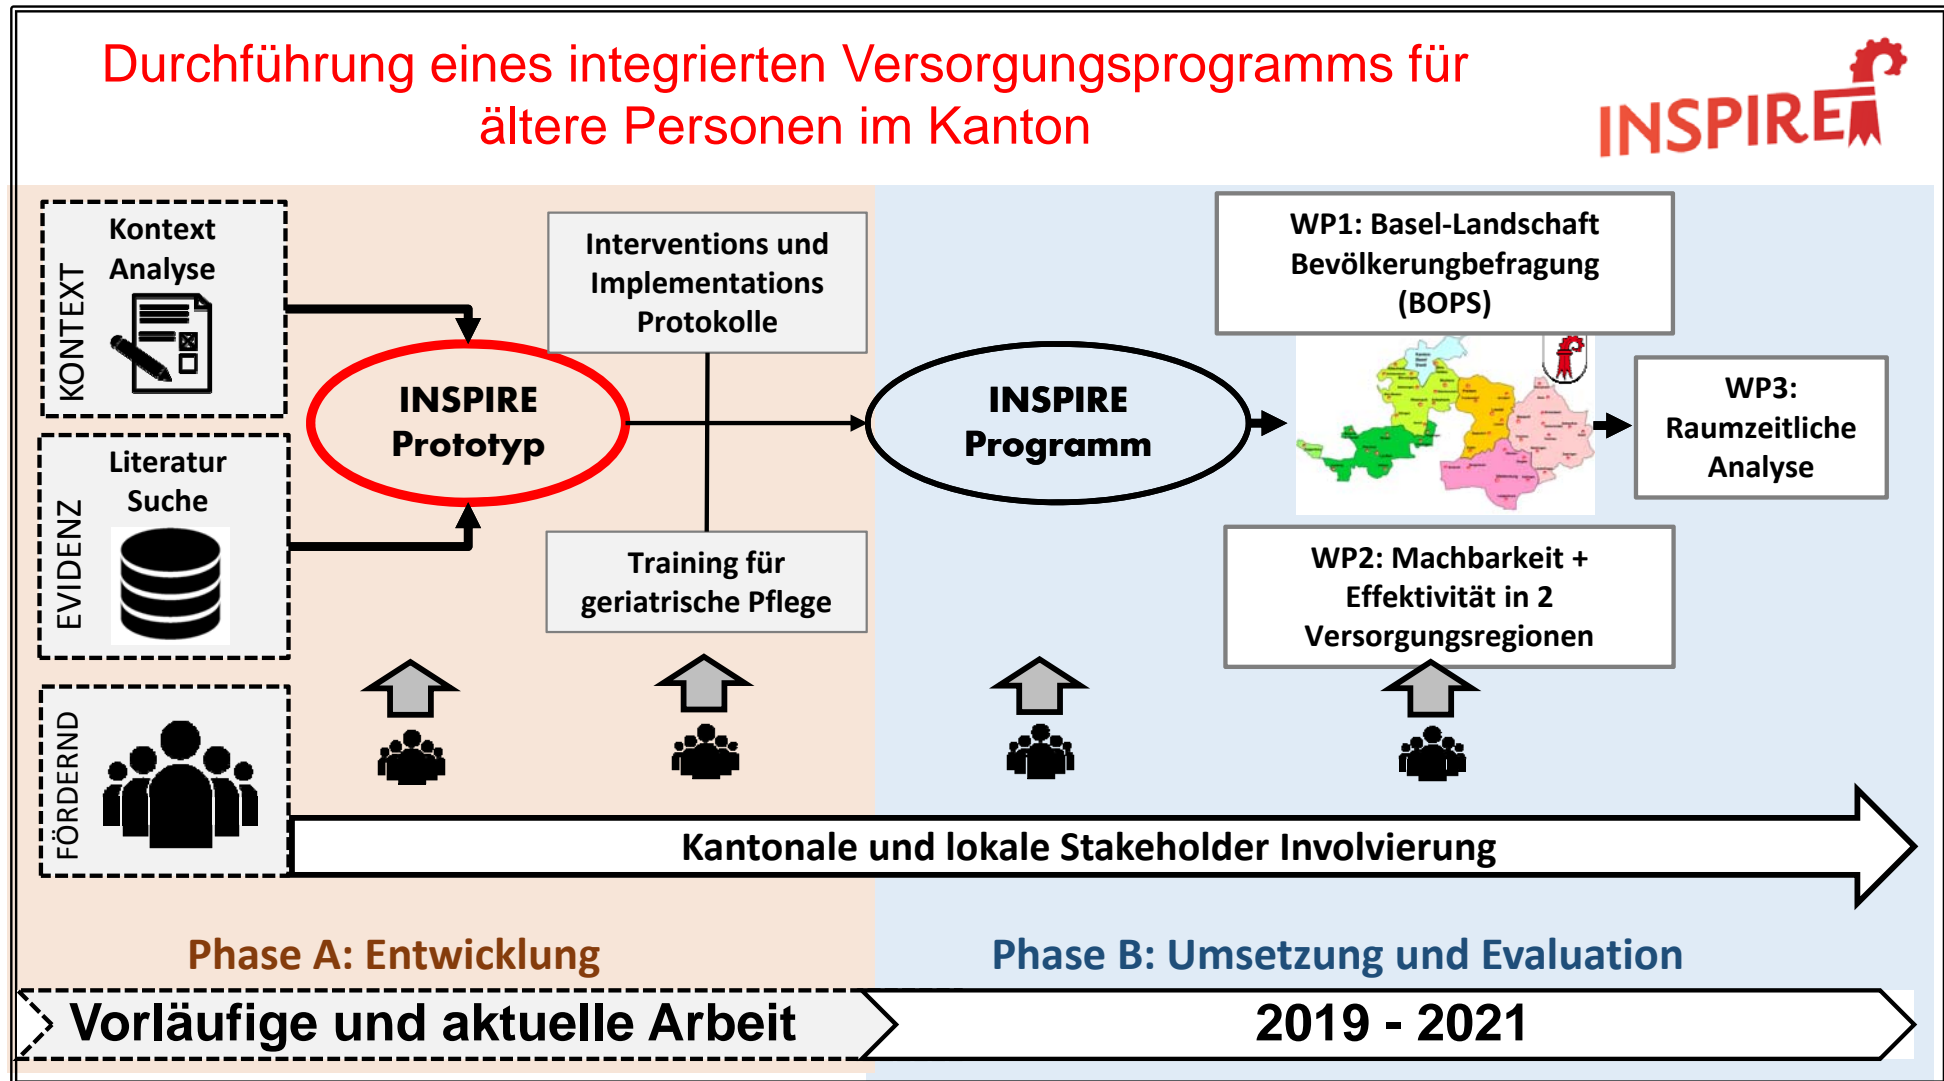 Durchführung eines integrierten Versorgungsprogramms für
ältere Personen im Kanton
INSPIRE
KONTEXT
Kontext
Analyse
EVIDENZ
Literatur
Suche
FÖRDERND
INSPIRE
Prototyp
Interventions und
Implementations
Protokolle
Training für
geriatrische Pflege
INSPIRE
Programm
WP1: Basel-Landschaft
Bevölkerungbefragung
(BOPS)
WP2: Machbarkeit +
Effektivität in 2
Versorgungsregionen
WP3:
Raumzeitliche
Analyse
Kantonale und lokale Stakeholder Involvierung
Phase A: Entwicklung
Phase B: Umsetzung und Evaluation
Vorläufige und aktuelle Arbeit
2019 - 2021